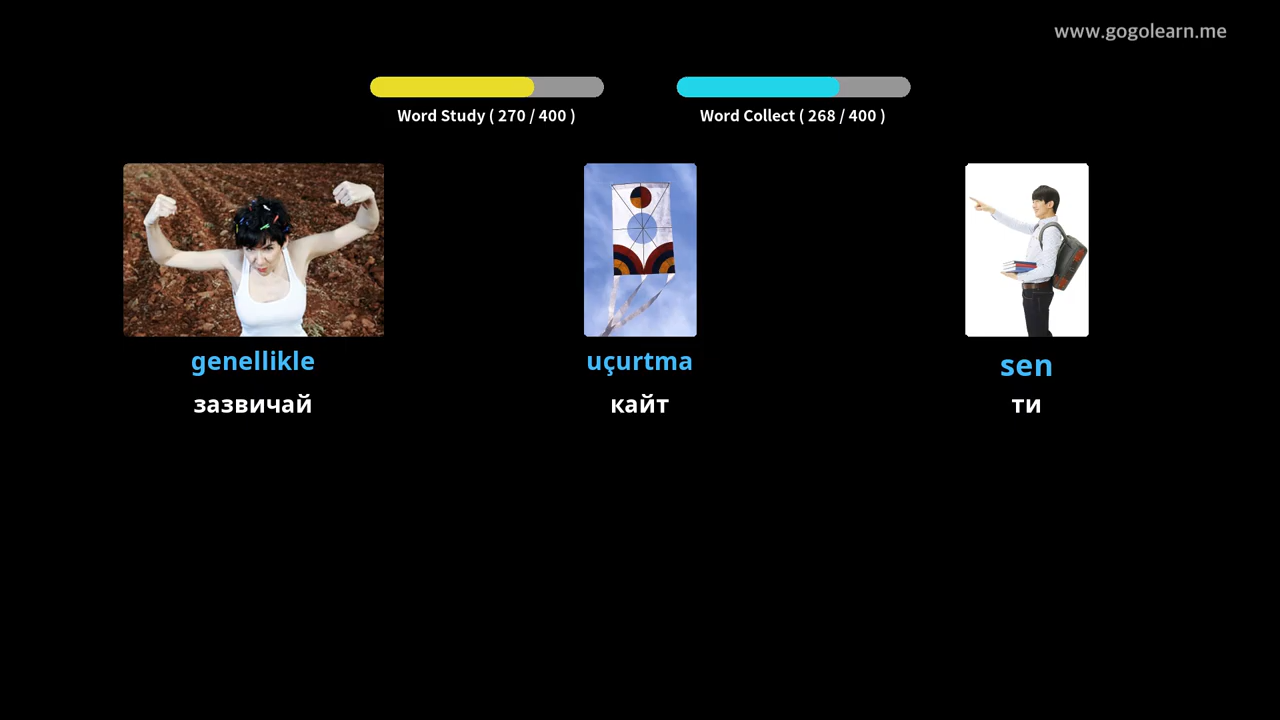 www.gogolearn.me
Word Study ( 270 / 400 )
Word Collect ( 268 / 400 )
genellikle
uçurtma
sen
зазвичай
кайт
ти